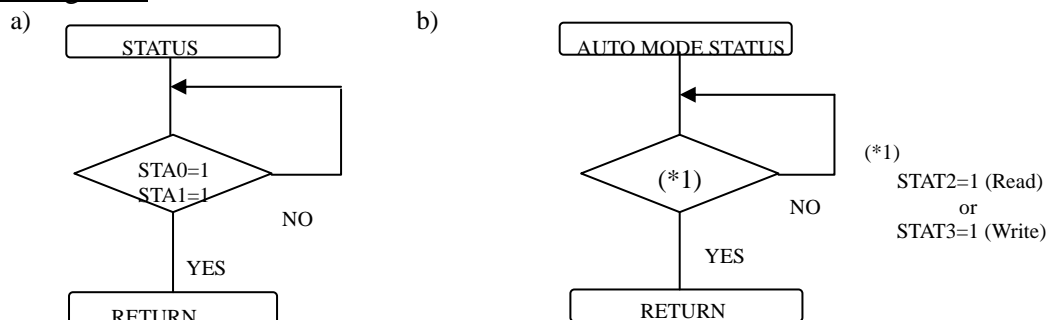 a)
b)
STATUS
AUTO MODE STATUS
STA0=1
STA1=1
NO
YES
RETURN
(*1)
NO
YES
RETURN
(*1)
STAT2=1 (Read)
or
STAT3=1 (Write)